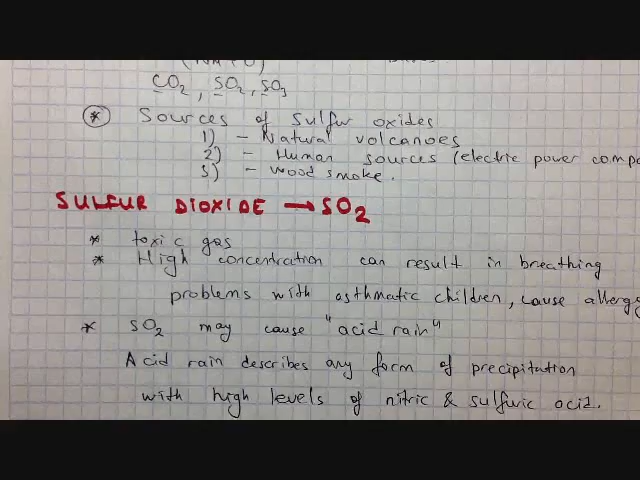 CO2, SO2, SO3
* Sources of sulfur oxides
1) - Natural volcanoes
2) - Human sources (electric power comp
3) - Wood smoke.
SULFUR DIOXIDE → SO2
* toxic gas
* High concentration can result in breathing
problems with asthmatic children, cause allergy
* SO2 may cause "acid rain"
Acid rain describes any form of precipitation
with high levels of nitric & sulfuric acid.